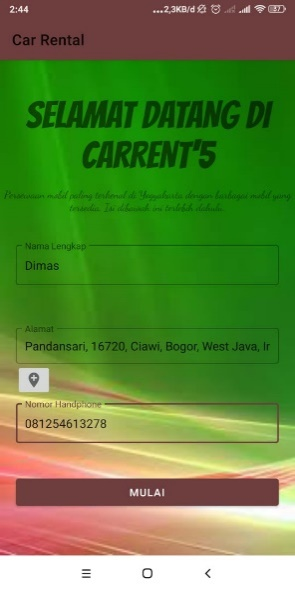 2:44
...2,3KB/d
87
Car Rental
SELAMAT DATANG DI
CARRENT'5
Penyewaan mobil paling terkenal di Yogyakarta dengan berbagai mobil yang
tersedia. Isi dibawah ini terlebih dahulu.
Nama Lengkap
Dimas
Alamat
Pandansari, 16720, Ciawi, Bogor, West Java, Ir
Nomor Handphone
081254613278
MULAI